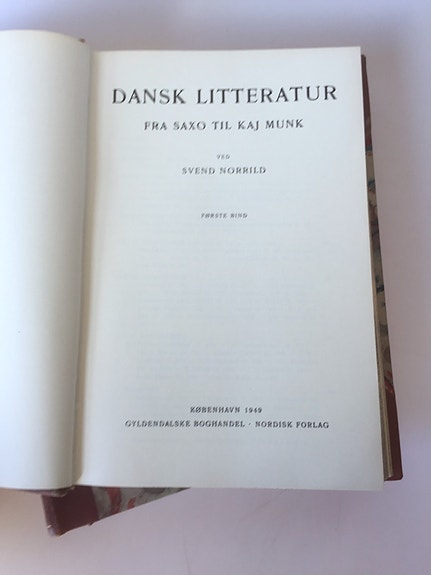 DANSK LITTERATUR
FRA SAXO TIL KAJ MUNK
VED
SVEND NORRILD
FØRSTE BIND
KØBENHAVN 1949
GYLDENDALSKE BOGHANDEL · NORDISK FORLAG